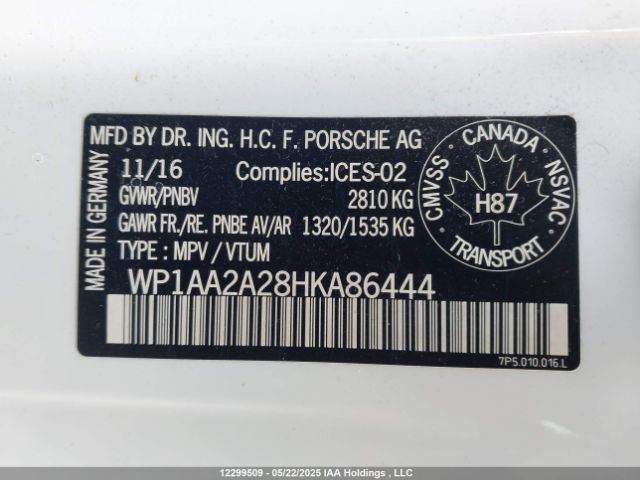 MFD BY DR. ING. H.C. F. PORSCHE AG
11/16 Complies:ICES-02
GWWR/PNBV 2810 KG
GAWR FR./RE. PNBE AV/AR 1320/1535 KG
TYPE : MPV / VTUM
WP1AA2A28HKA86444
MADE IN GERMANY
CMVSS · CANADA · NSVAC
H87
TRANSPORT
7P5.010.016.L
12299509 - 05/22/2025 IAA Holdings , LLC